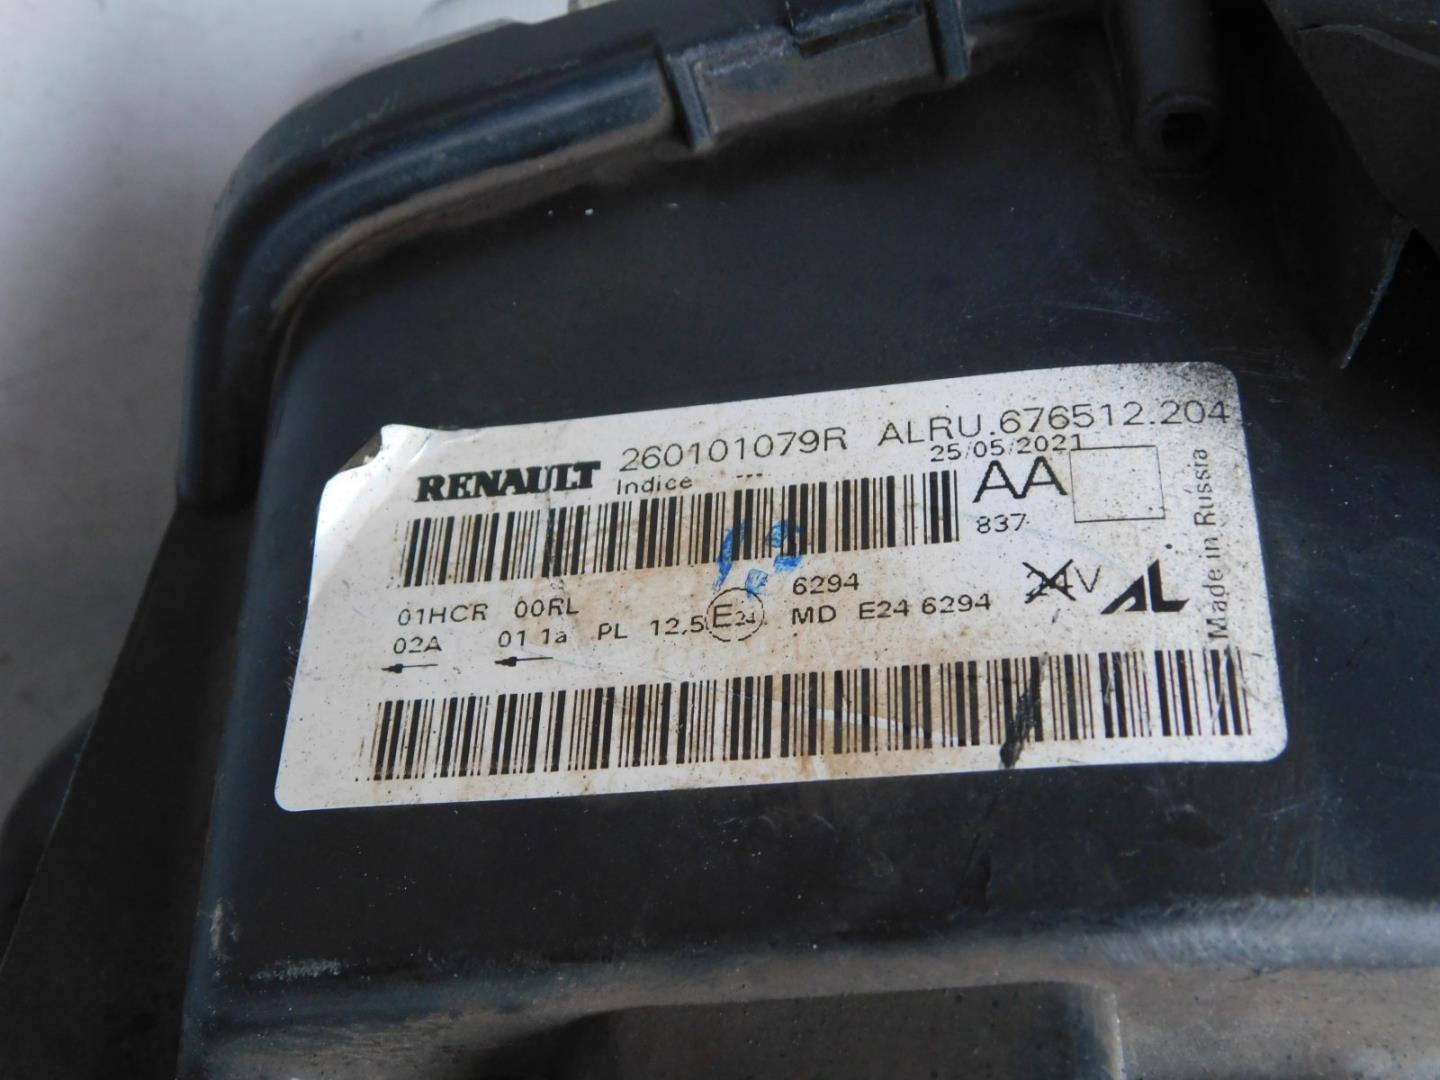 RENAULT 260101079R ALRU.676512.204
Indice --- 25/05/2021
AA
837
01HCR 00RL 6294
02A 01 1a PL 12,5 E24 MD E24 6294 24V AL
Made in Russia